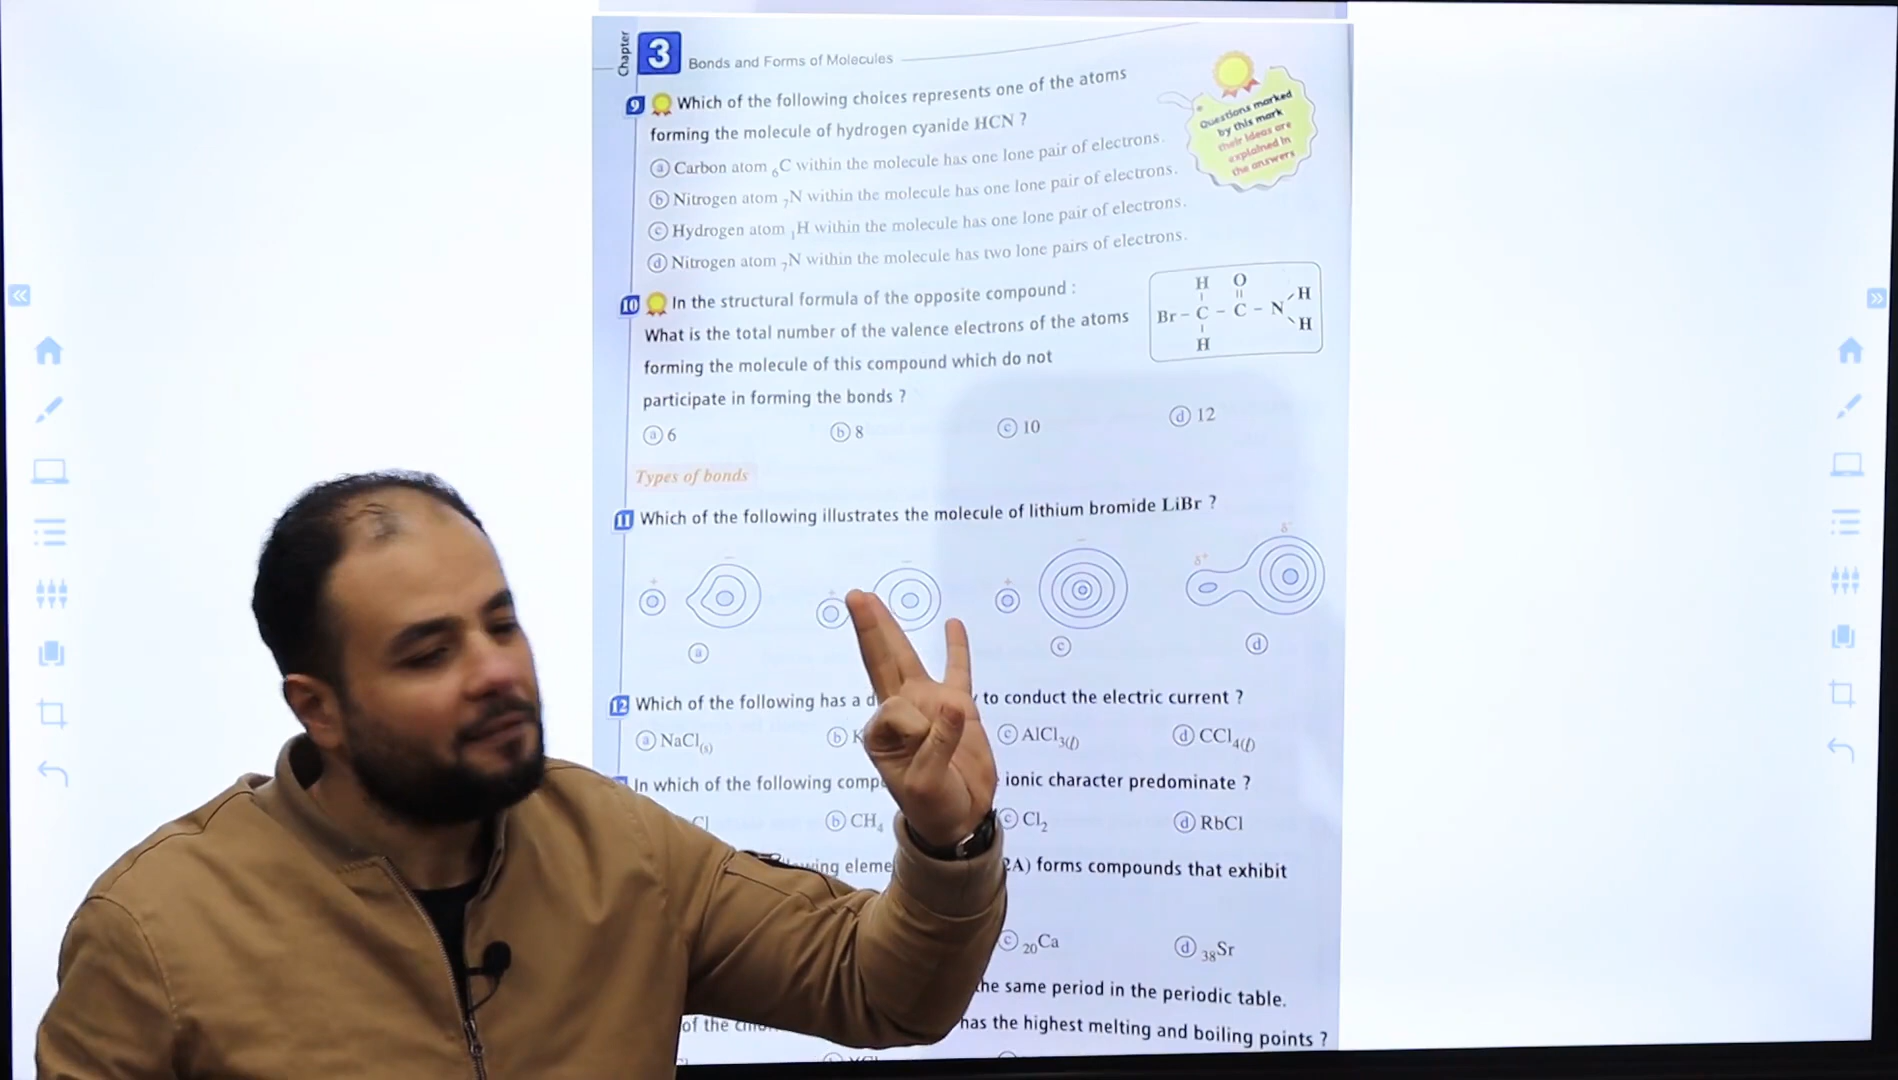 Chapter 3 Bonds and Forms of Molecules
Questions marked
by this mark
their ideas are
explained in
the answers
9 Which of the following choices represents one of the atoms
forming the molecule of hydrogen cyanide HCN ?
a Carbon atom ₆C within the molecule has one lone pair of electrons.
b Nitrogen atom ₇N within the molecule has one lone pair of electrons.
c Hydrogen atom ₁H within the molecule has one lone pair of electrons.
d Nitrogen atom ₇N within the molecule has two lone pairs of electrons.
10 In the structural formula of the opposite compound :
What is the total number of the valence electrons of the atoms
forming the molecule of this compound which do not
participate in forming the bonds ?
H O
Br – C – C – N H
H H
a 6 b 8 c 10 d 12
Types of bonds
11 Which of the following illustrates the molecule of lithium bromide LiBr ?
+ − + − + − δ+ δ−
a c d
12 Which of the following has a to conduct the electric current ?
a NaCl(s) b K c AlCl₃(ℓ) d CCl₄(ℓ)
In which of the following ionic character predominate ?
Cl b CH₄ c Cl₂ d RbCl
2A) forms compounds that exhibit
c ₂₀Ca d ₃₈Sr
the same period in the periodic table.
of the has the highest melting and boiling points ?